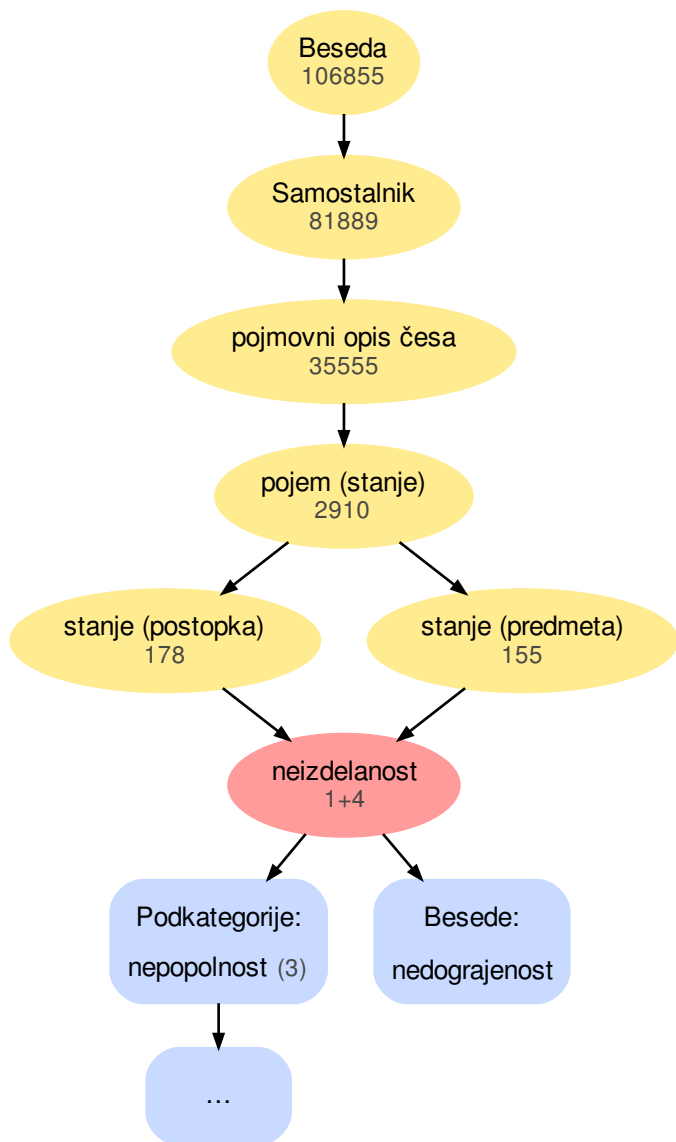 Beseda
106855
Samostalnik
81889
pojmovni opis česa
35555
pojem (stanje)
2910
stanje (postopka)
178
stanje (predmeta)
155
neizdelanost
1+4
Podkategorije:
nepopolnost (3)
Besede:
nedograjenost
…